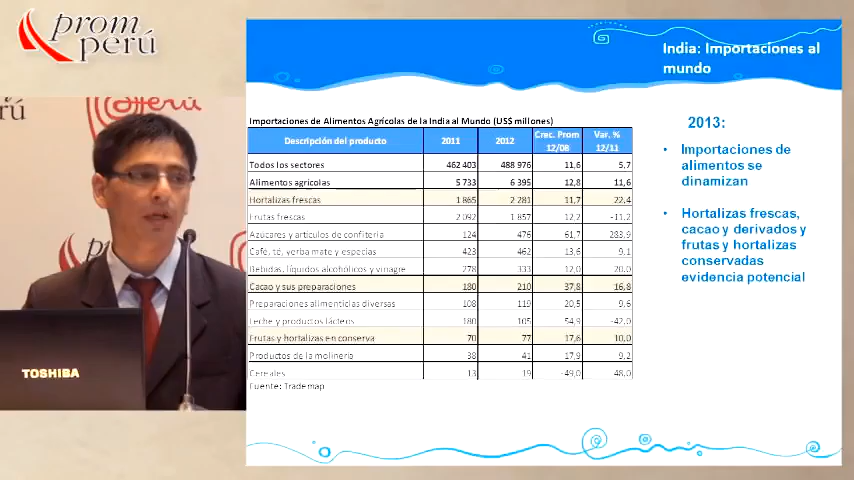 prom
perú
India: Importaciones al
mundo
rú
Perú
Importaciones de Alimentos Agrícolas de la India al Mundo (US$ millones)
Descripción del producto 2011 2012 Crec. Prom 12/08 Var. % 12/11
Todos los sectores 462 403 488 976 11,6 5,7
Alimentos agrícolas 5 733 6 395 12,8 11,6
Hortalizas frescas 1 865 2 281 11,7 22,4
Frutas frescas 2 092 1 857 12,2 -11,2
Azúcares y artículos de confitería 124 476 61,7 283,9
Café, té, yerba mate y especias 423 462 13,6 9,1
Bebidas, líquidos alcohólicos y vinagre 278 333 12,0 20,0
Cacao y sus preparaciones 180 210 37,8 16,8
Preparaciones alimenticias diversas 108 119 20,5 9,6
Leche y productos lácteos 180 105 54,9 -42,0
Frutas y hortalizas en conserva 70 77 17,6 10,0
Productos de la molinería 38 41 17,9 9,2
Cereales 13 19 -49,0 48,0
Fuente: Trademap
2013:
• Importaciones de
alimentos se
dinamizan
• Hortalizas frescas,
cacao y derivados y
frutas y hortalizas
conservadas
evidencia potencial
TOSHIBA